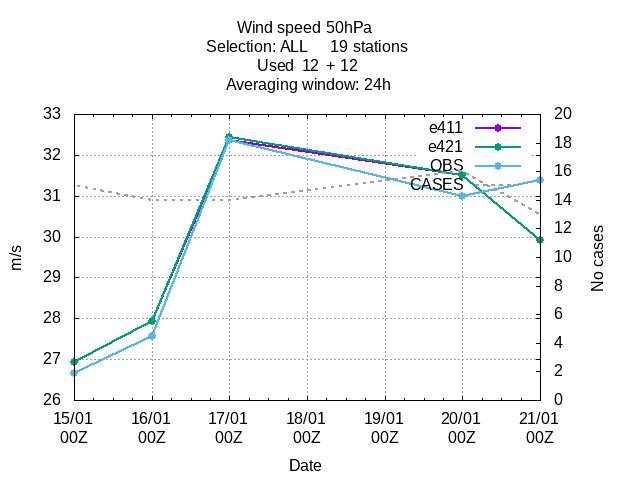 Wind speed 50hPa
Selection: ALL     19 stations
Used  12  + 12
Averaging window: 24h
33
32
31
30
29
28
27
26
m/s
20
18
16
14
12
10
8
6
4
2
0
No cases
e411
e421
OBS
CASES
15/01 16/01 17/01 18/01 19/01 20/01 21/01
00Z 00Z 00Z 00Z 00Z 00Z 00Z
Date